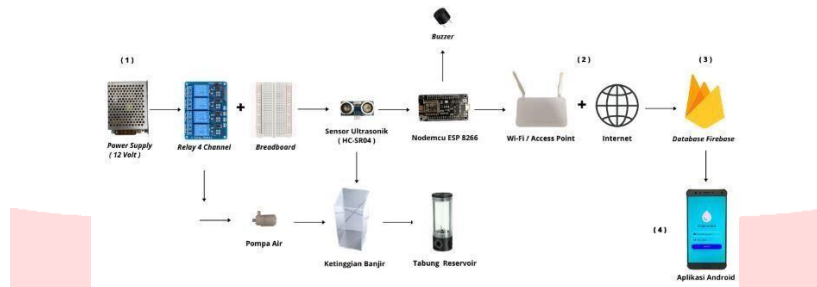 Buzzer
( 1 )
( 2 )
( 3 )
+
+
Power Supply
( 12 Volt )
Relay 4 Channel
Breadboard
Sensor Ultrasonik
( HC-SR04 )
Nodemcu ESP 8266
Wi-Fi / Access Point
Internet
Database Firebase
( 4 )
Pompa Air
Ketinggian Banjir
Tabung Reservoir
Aplikasi Android